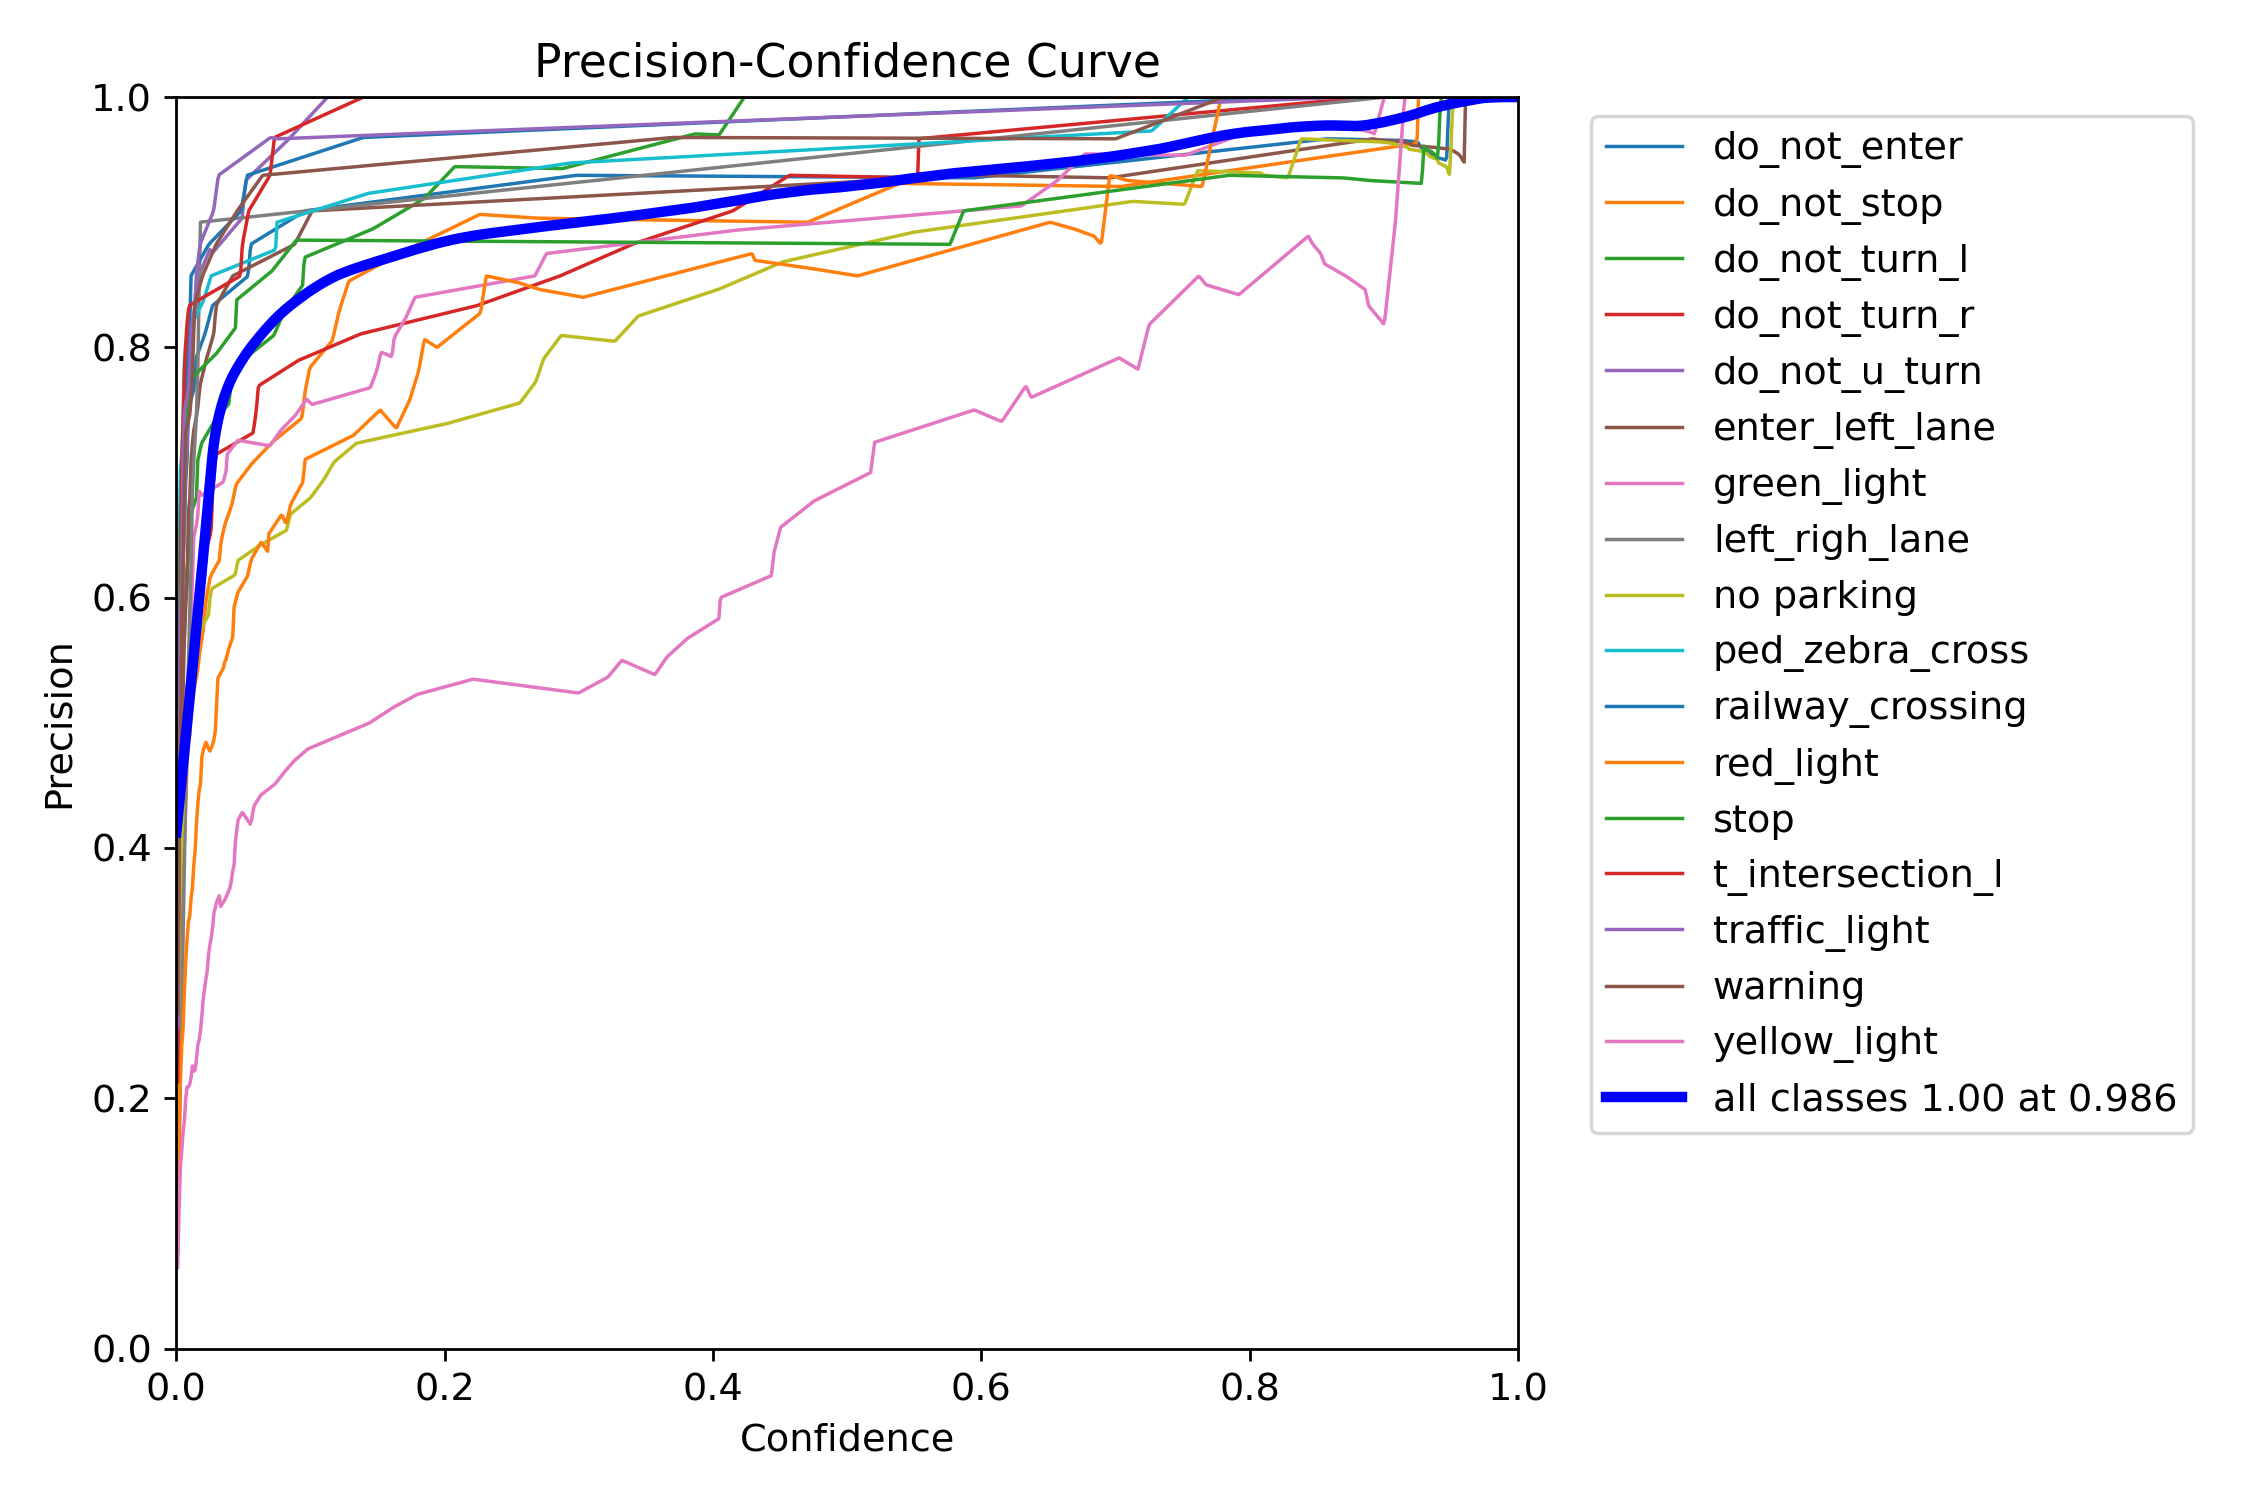 Precision-Confidence Curve
1.0
0.8
0.6
0.4
0.2
0.0
Precision
0.0 0.2 0.4 0.6 0.8 1.0
Confidence
do_not_enter
do_not_stop
do_not_turn_l
do_not_turn_r
do_not_u_turn
enter_left_lane
green_light
left_righ_lane
no parking
ped_zebra_cross
railway_crossing
red_light
stop
t_intersection_l
traffic_light
warning
yellow_light
all classes 1.00 at 0.986